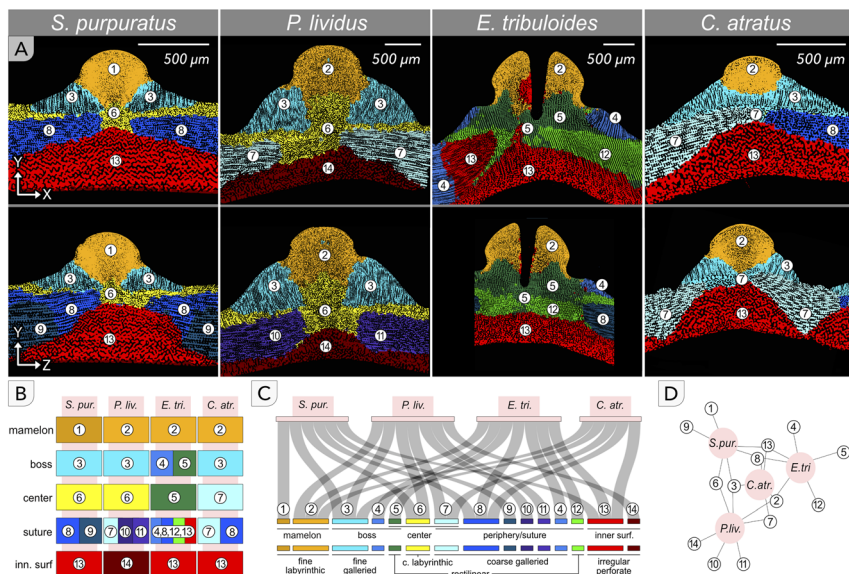 S. purpuratus P. lividus E. tribuloides C. atratus
A 500 µm 500 µm 500 µm 500 µm
1 2 2 2
3 3 3 3 4 3
6 6 5 7
8 8 7 7 13 5 12 8
13 14 4 13 13
Y
X
1 2 2 2
3 3 3 3 5 4 3
6 6 5 7
9 8 8 9 10 11 12 8 7 7
13 14 13 13
Y
Z
B S. pur. P. liv. E. tri. C. atr.
mamelon 1 2 2 2
boss 3 3 4 5 3
center 6 6 5 7
suture 8 9 7 10 11 4,8,12,13 7 8
inn. surf 13 14 13 13
C S. pur. P. liv. E. tri. C. atr.
1 2 3 4 5 6 7 8 9 10 11 4 12 13 14
mamelon boss center periphery/suture inner surf.
fine labyrinthic fine galleried c. labyrinthic coarse galleried irregular perforate
rectilinear
D
1
9 S.pur. 13 4
8 E.tri 5
6 3 C.atr. 12
2
P.liv. 7
14
10 11